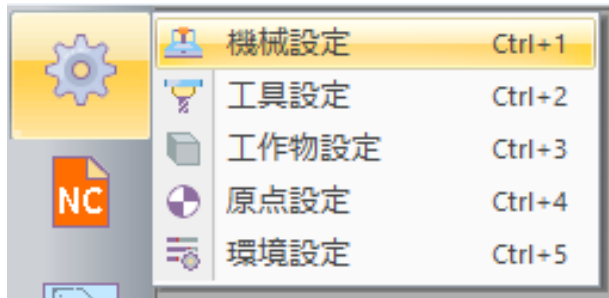 機械設定 Ctrl+1
工具設定 Ctrl+2
工作物設定 Ctrl+3
NC
原点設定 Ctrl+4
環境設定 Ctrl+5